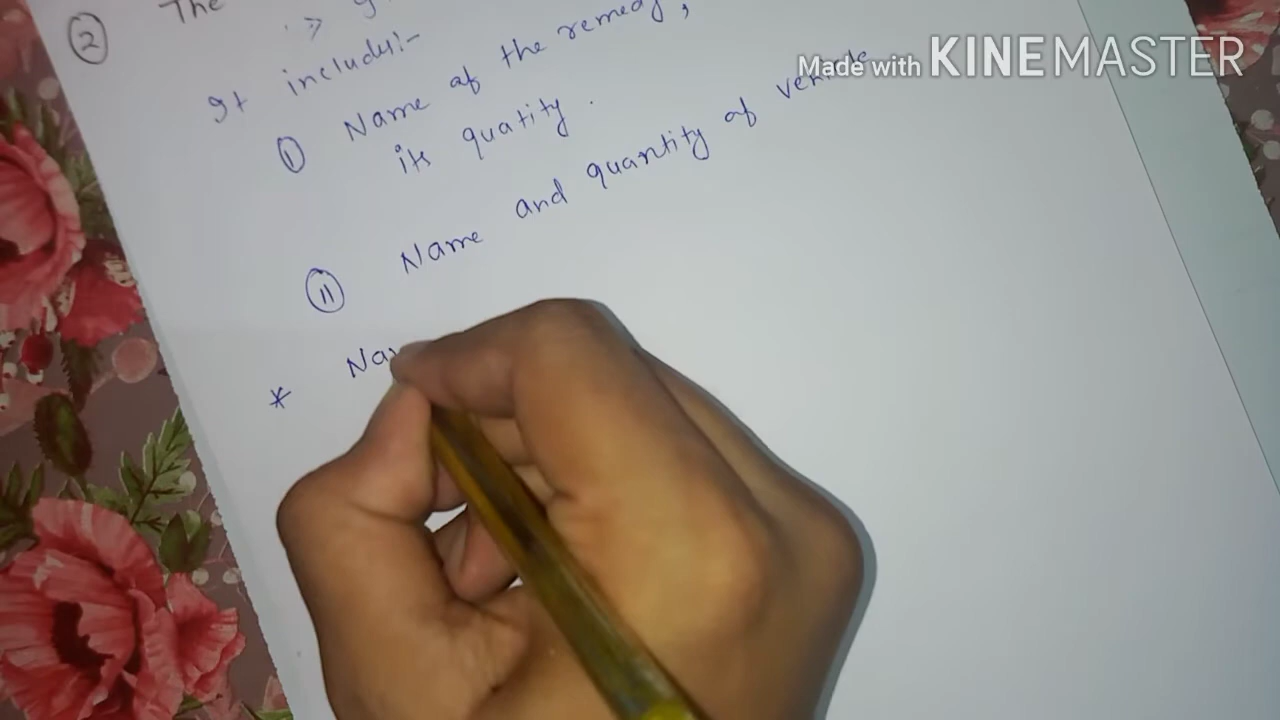 ② The
It includes:-
① Name of the remedy,
its quatity.
⑪ Name and quantity of vehicle
* Na
Made with KINEMASTER